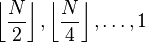 ⌊N/2⌋, ⌊N/4⌋, . . . , 1